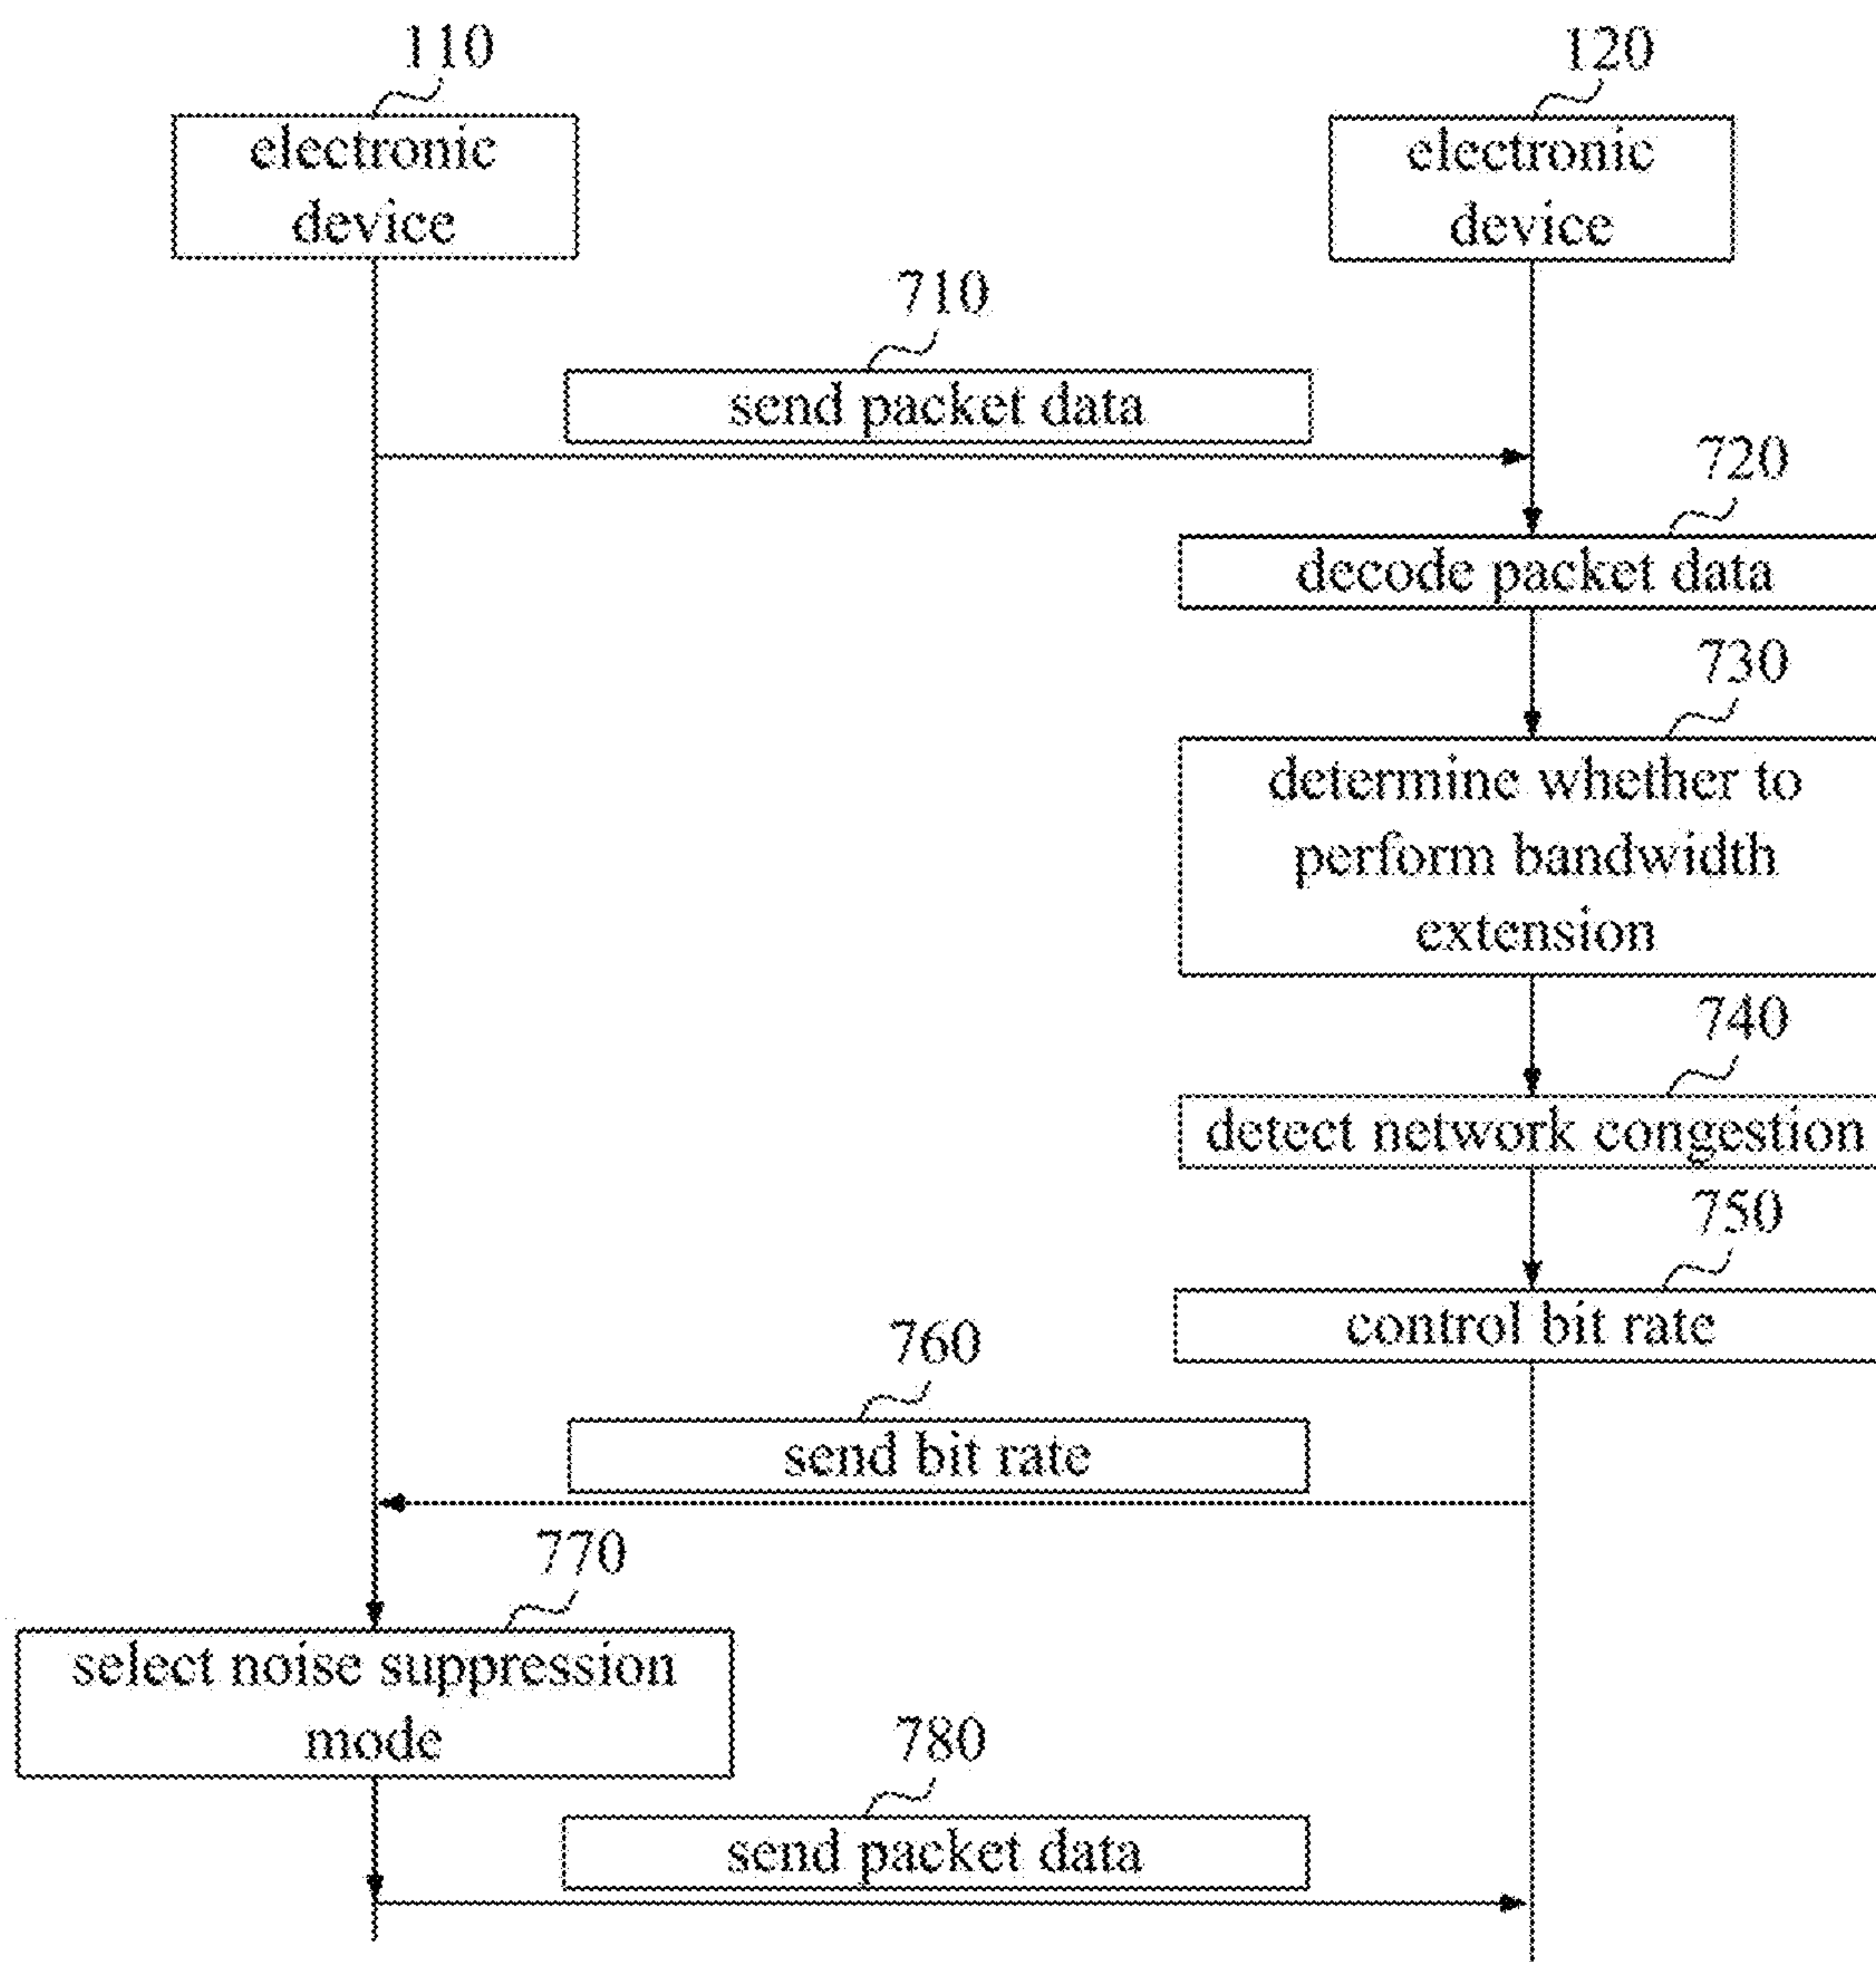 110
120
electronic
device
electronic
device
710
send packet data
720
decode packet data
730
determine whether to
perform bandwidth
extension
740
detect network congestion
750
control bit rate
760
send bit rate
770
select noise suppression
mode
780
send packet data